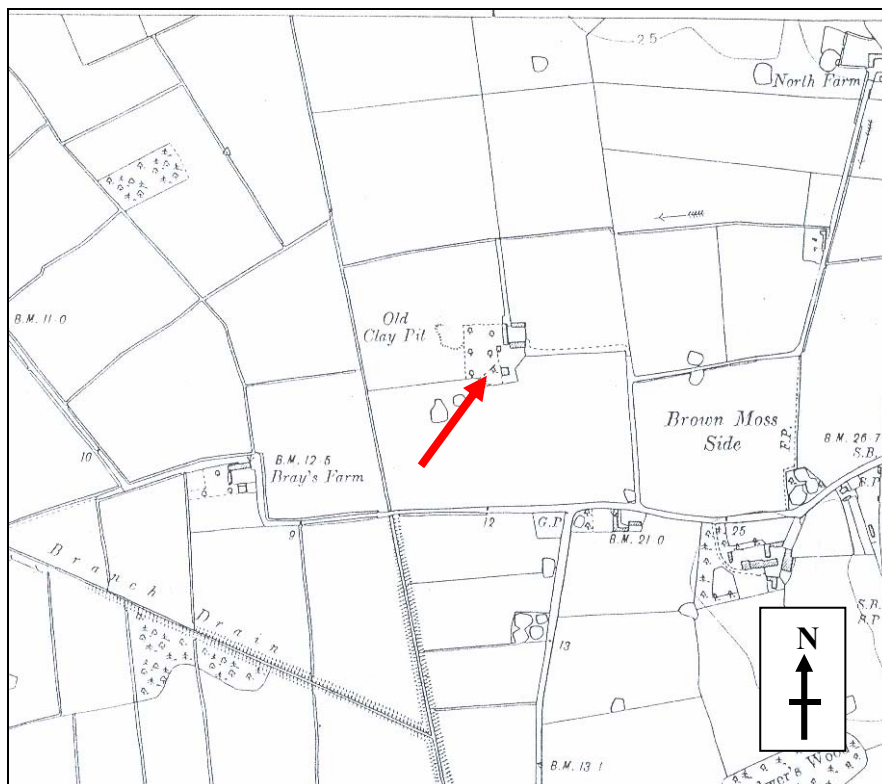 25
North Farm
B.M. 11·0
Old
Clay Pit
Brown Moss
Side
F.P.
B.M. 26·7
S.B.
B.P.
10
B.M. 12·5
Bray's Farm
9
12
G.P.
B.M. 21·0
25
Branch Drain
13
S.B.
B.P.
N
B.M. 13·1